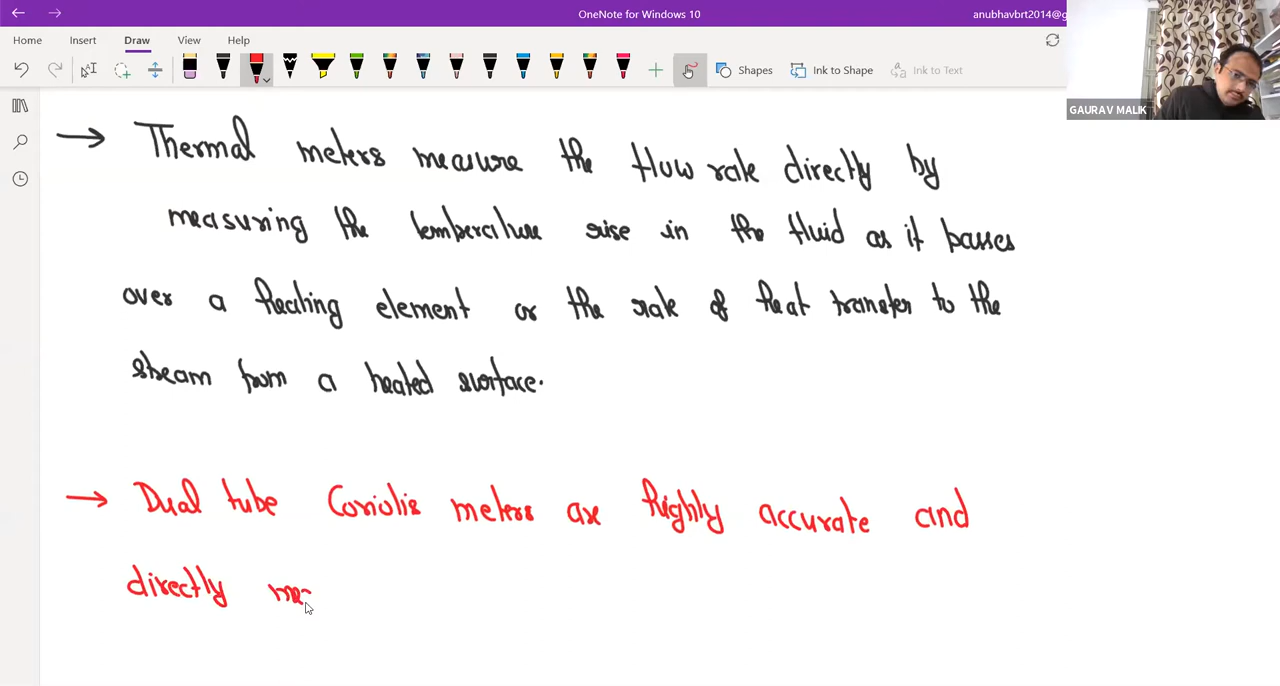 OneNote for Windows 10
anubhavbrt2014@g
Home Insert Draw View Help
Shapes Ink to Shape Ink to Text
GAURAV MALIK
→ Thermal meters measure the flow rate directly by
measuring the temperature rise in the fluid as it passes
over a heating element or the rate of heat transfer to the
stream from a heated surface.
→ Dual tube Coriolis meters are highly accurate and
directly me